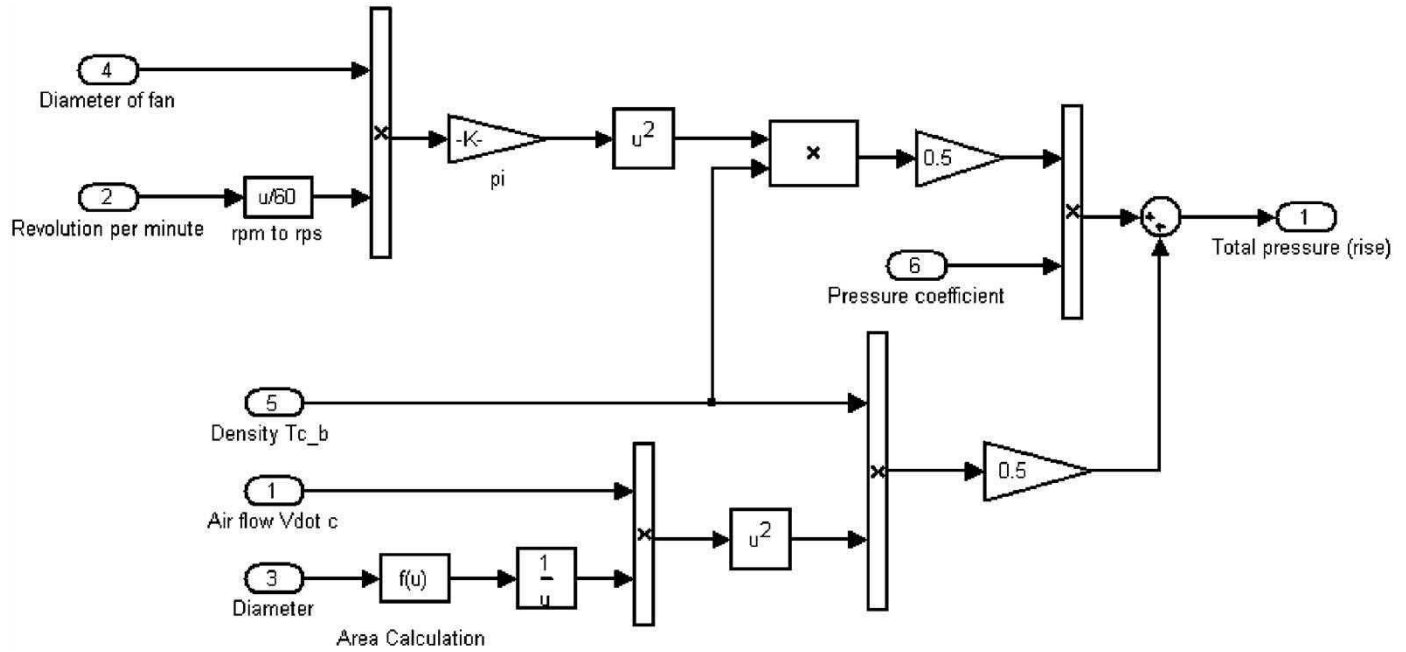 4
Diameter of fan
2
Revolution per minute
u/60
rpm to rps
×
-K-
pi
u²
×
0.5
6
Pressure coefficient
×
+
+
1
Total pressure (rise)
5
Density Tc_b
1
Air flow Vdot c
3
Diameter
f(u)
Area Calculation
1
u
×
u²
×
0.5